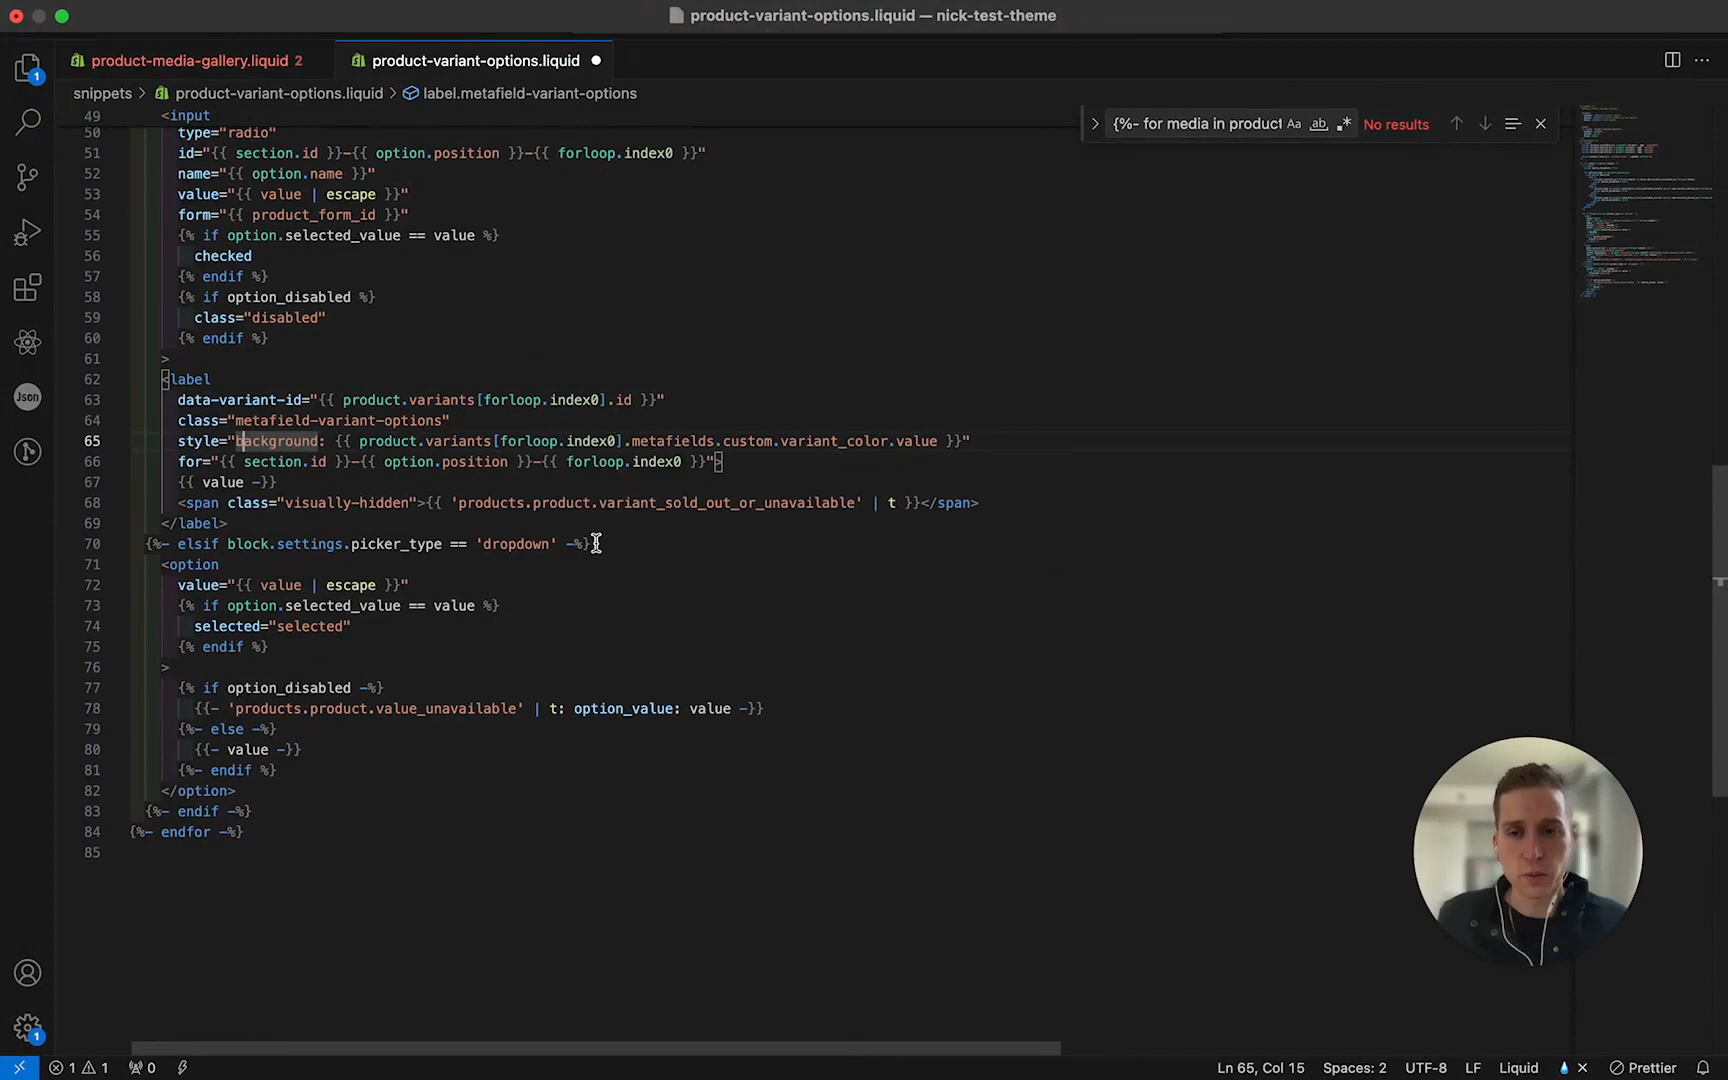 product-variant-options.liquid — nick-test-theme
product-media-gallery.liquid 2
product-variant-options.liquid
snippets > product-variant-options.liquid > label.metafield-variant-options
{%- for media in product
Aa
ab
.*
No results
49 <input
50 type="radio"
51 id="{{ section.id }}-{{ option.position }}-{{ forloop.index0 }}"
52 name="{{ option.name }}"
53 value="{{ value | escape }}"
54 form="{{ product_form_id }}"
55 {% if option.selected_value == value %}
56 checked
57 {% endif %}
58 {% if option_disabled %}
59 class="disabled"
60 {% endif %}
61 >
62 <label
63 data-variant-id="{{ product.variants[forloop.index0].id }}"
64 class="metafield-variant-options"
65 style="background: {{ product.variants[forloop.index0].metafields.custom.variant_color.value }}"
66 for="{{ section.id }}-{{ option.position }}-{{ forloop.index0 }}">
67 {{ value -}}
68 <span class="visually-hidden">{{ 'products.product.variant_sold_out_or_unavailable' | t }}</span>
69 </label>
70 {%- elsif block.settings.picker_type == 'dropdown' -%}
71 <option
72 value="{{ value | escape }}"
73 {% if option.selected_value == value %}
74 selected="selected"
75 {% endif %}
76 >
77 {% if option_disabled -%}
78 {{- 'products.product.value_unavailable' | t: option_value: value -}}
79 {%- else -%}
80 {{- value -}}
81 {%- endif %}
82 </option>
83 {%- endif -%}
84 {%- endfor -%}
85
1
Json
1
1 1 0
Ln 65, Col 15 Spaces: 2 UTF-8 LF Liquid Prettier